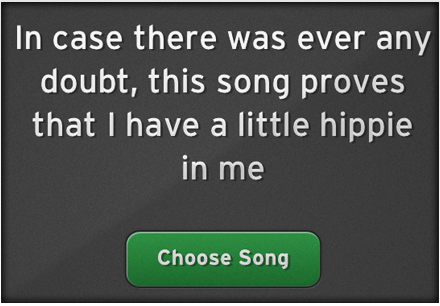 In case there was ever any
doubt, this song proves
that I have a little hippie
in me
Choose Song